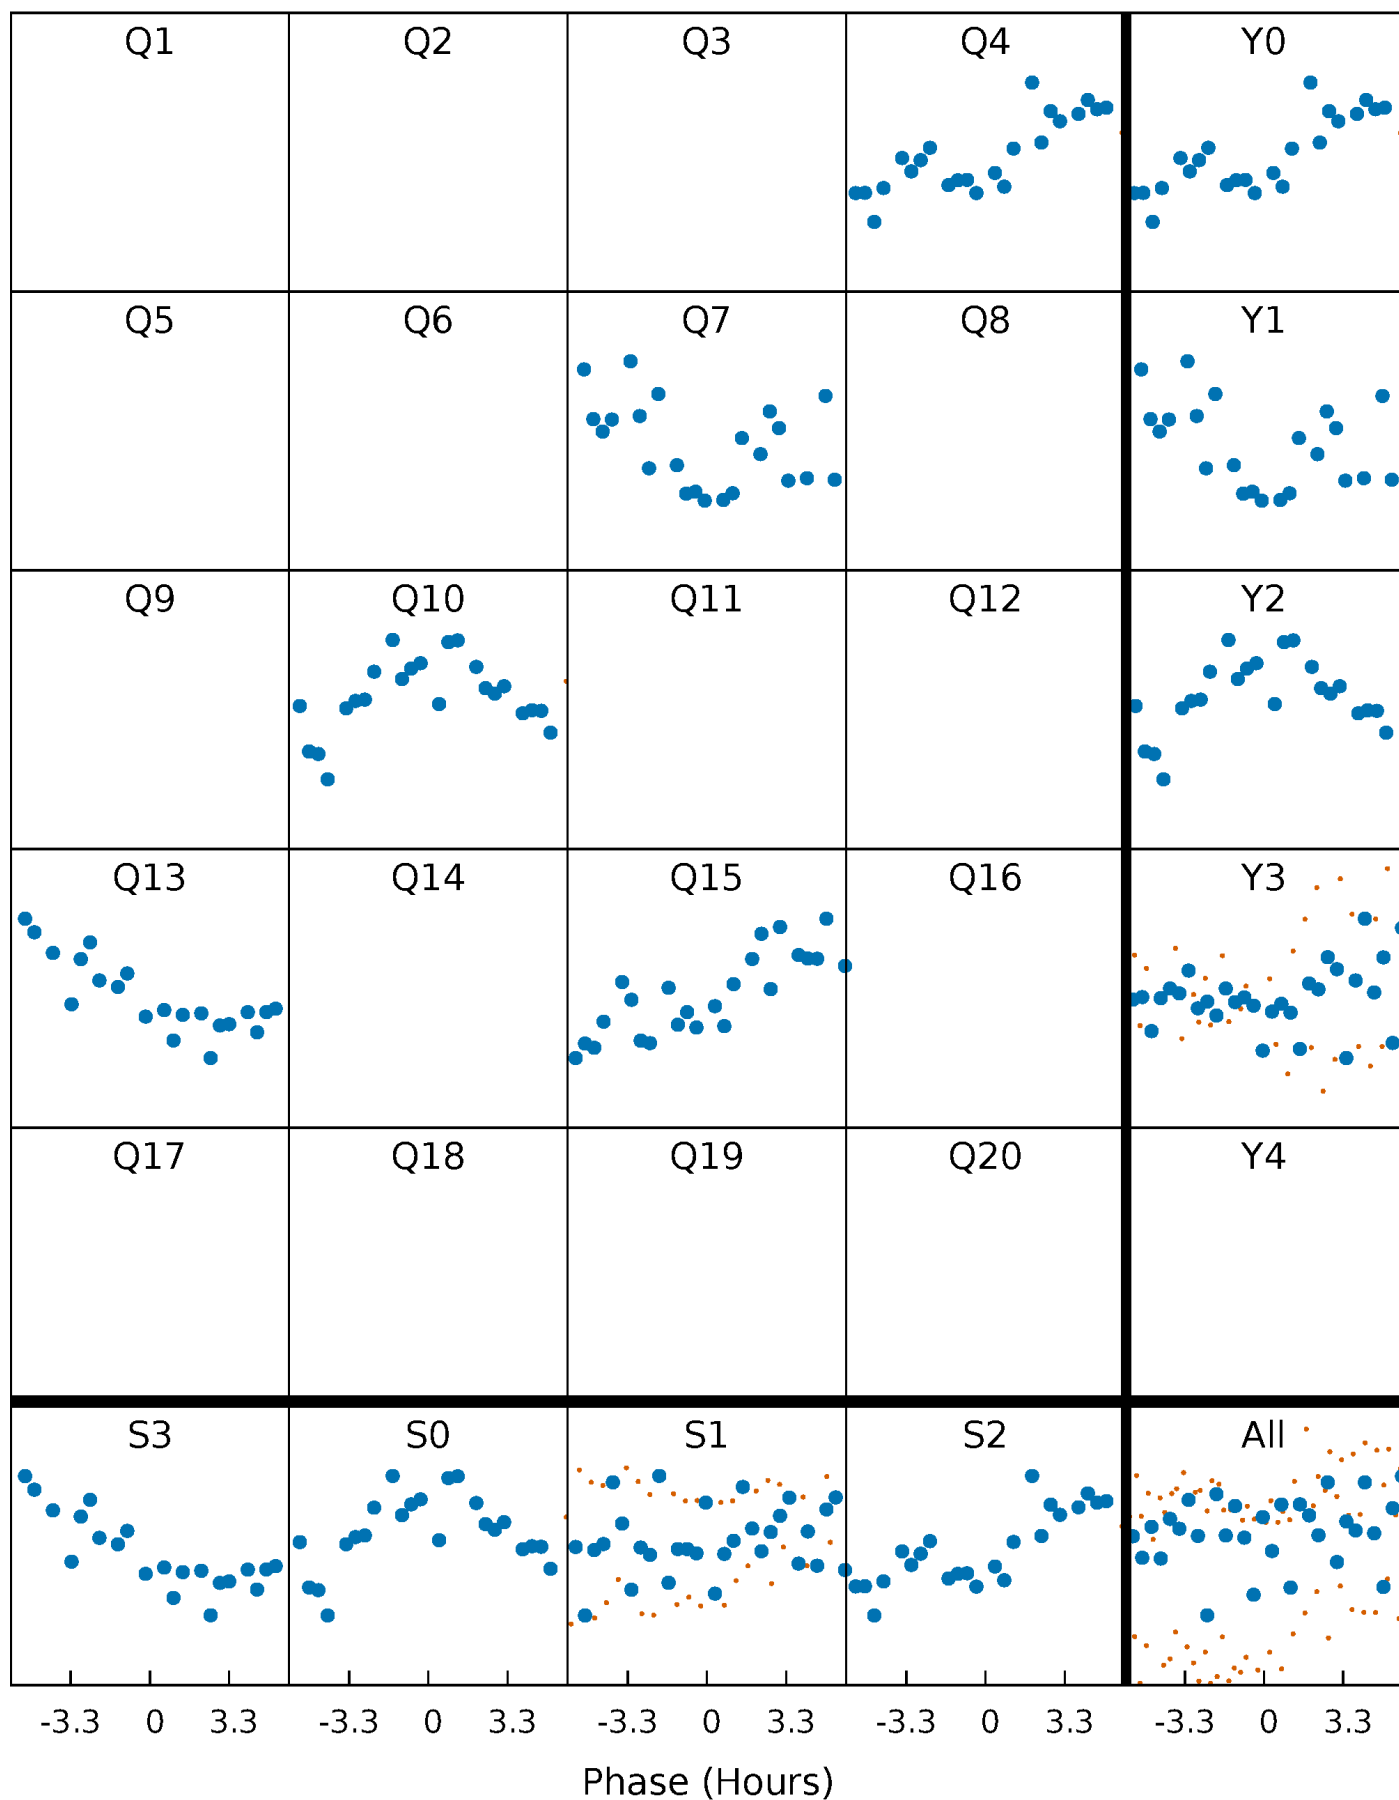 Q1 Q2 Q3 Q4 Y0
Q5 Q6 Q7 Q8 Y1
Q9 Q10 Q11 Q12 Y2
Q13 Q14 Q15 Q16 Y3
Q17 Q18 Q19 Q20 Y4
S3 S0 S1 S2 All
-3.3 0 3.3 -3.3 0 3.3 -3.3 0 3.3 -3.3 0 3.3 -3.3 0 3.3
Phase (Hours)